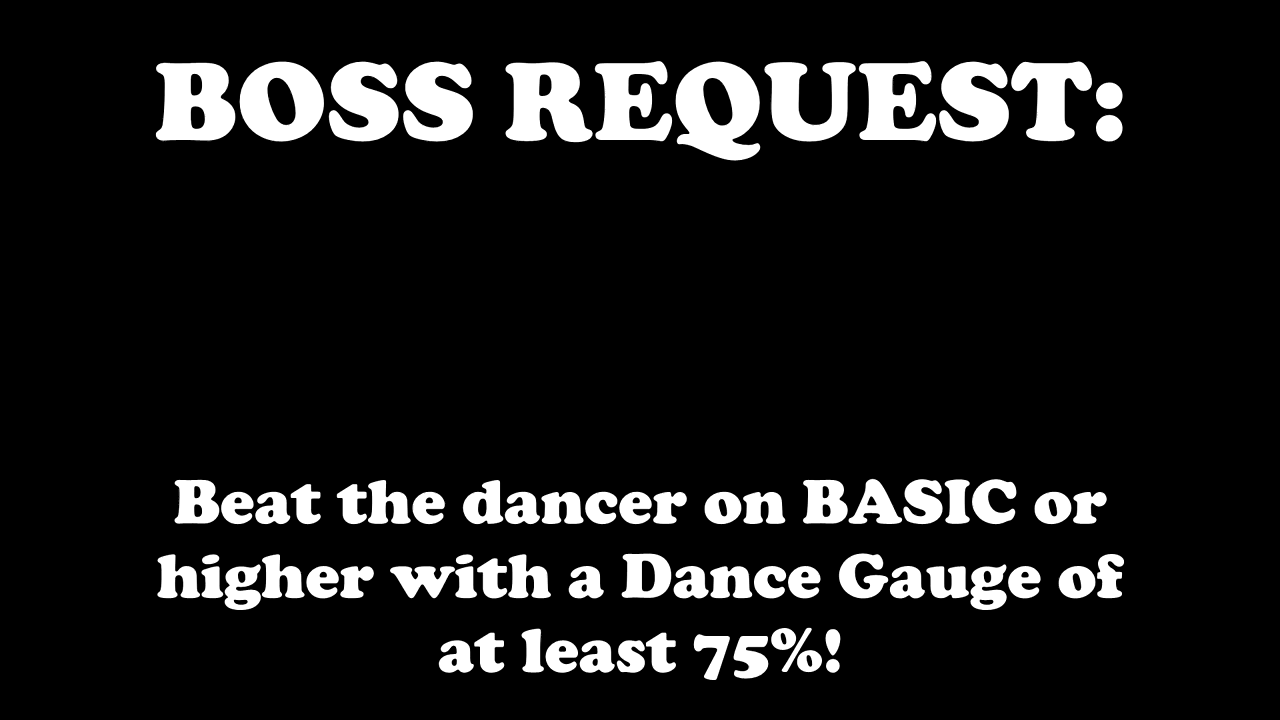 BOSS REQUEST:
Beat the dancer on BASIC or
higher with a Dance Gauge of
at least 75%!